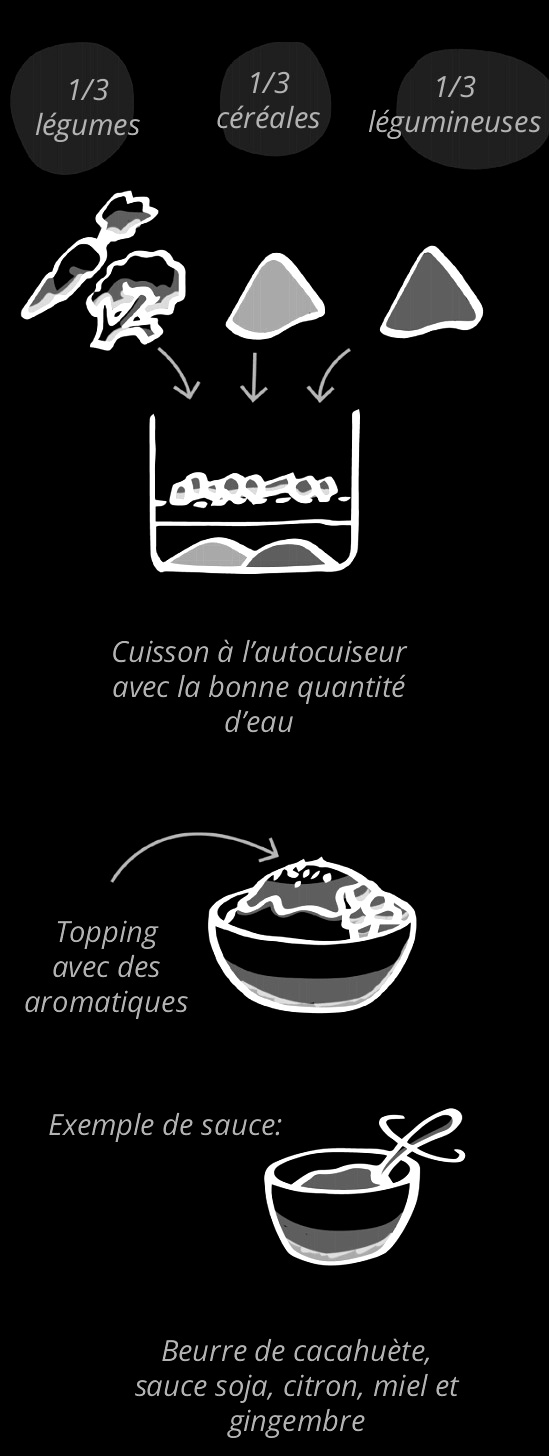 1/3
légumes
1/3
céréales
1/3
légumineuses
Cuisson à l’autocuiseur
avec la bonne quantité
d’eau
Topping
avec des
aromatiques
Exemple de sauce:
Beurre de cacahuète,
sauce soja, citron, miel et
gingembre